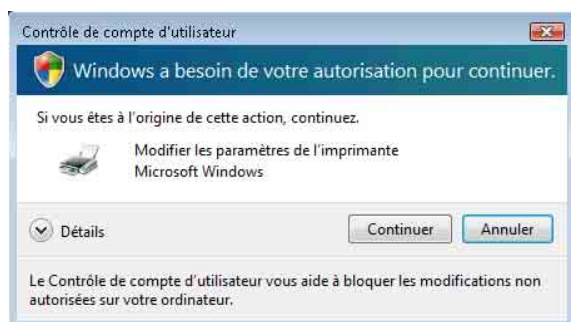 Contrôle de compte d'utilisateur
Windows a besoin de votre autorisation pour continuer.
Si vous êtes à l'origine de cette action, continuez.
Modifier les paramètres de l'imprimante
Microsoft Windows
Détails
Continuer
Annuler
Le Contrôle de compte d'utilisateur vous aide à bloquer les modifications non
autorisées sur votre ordinateur.